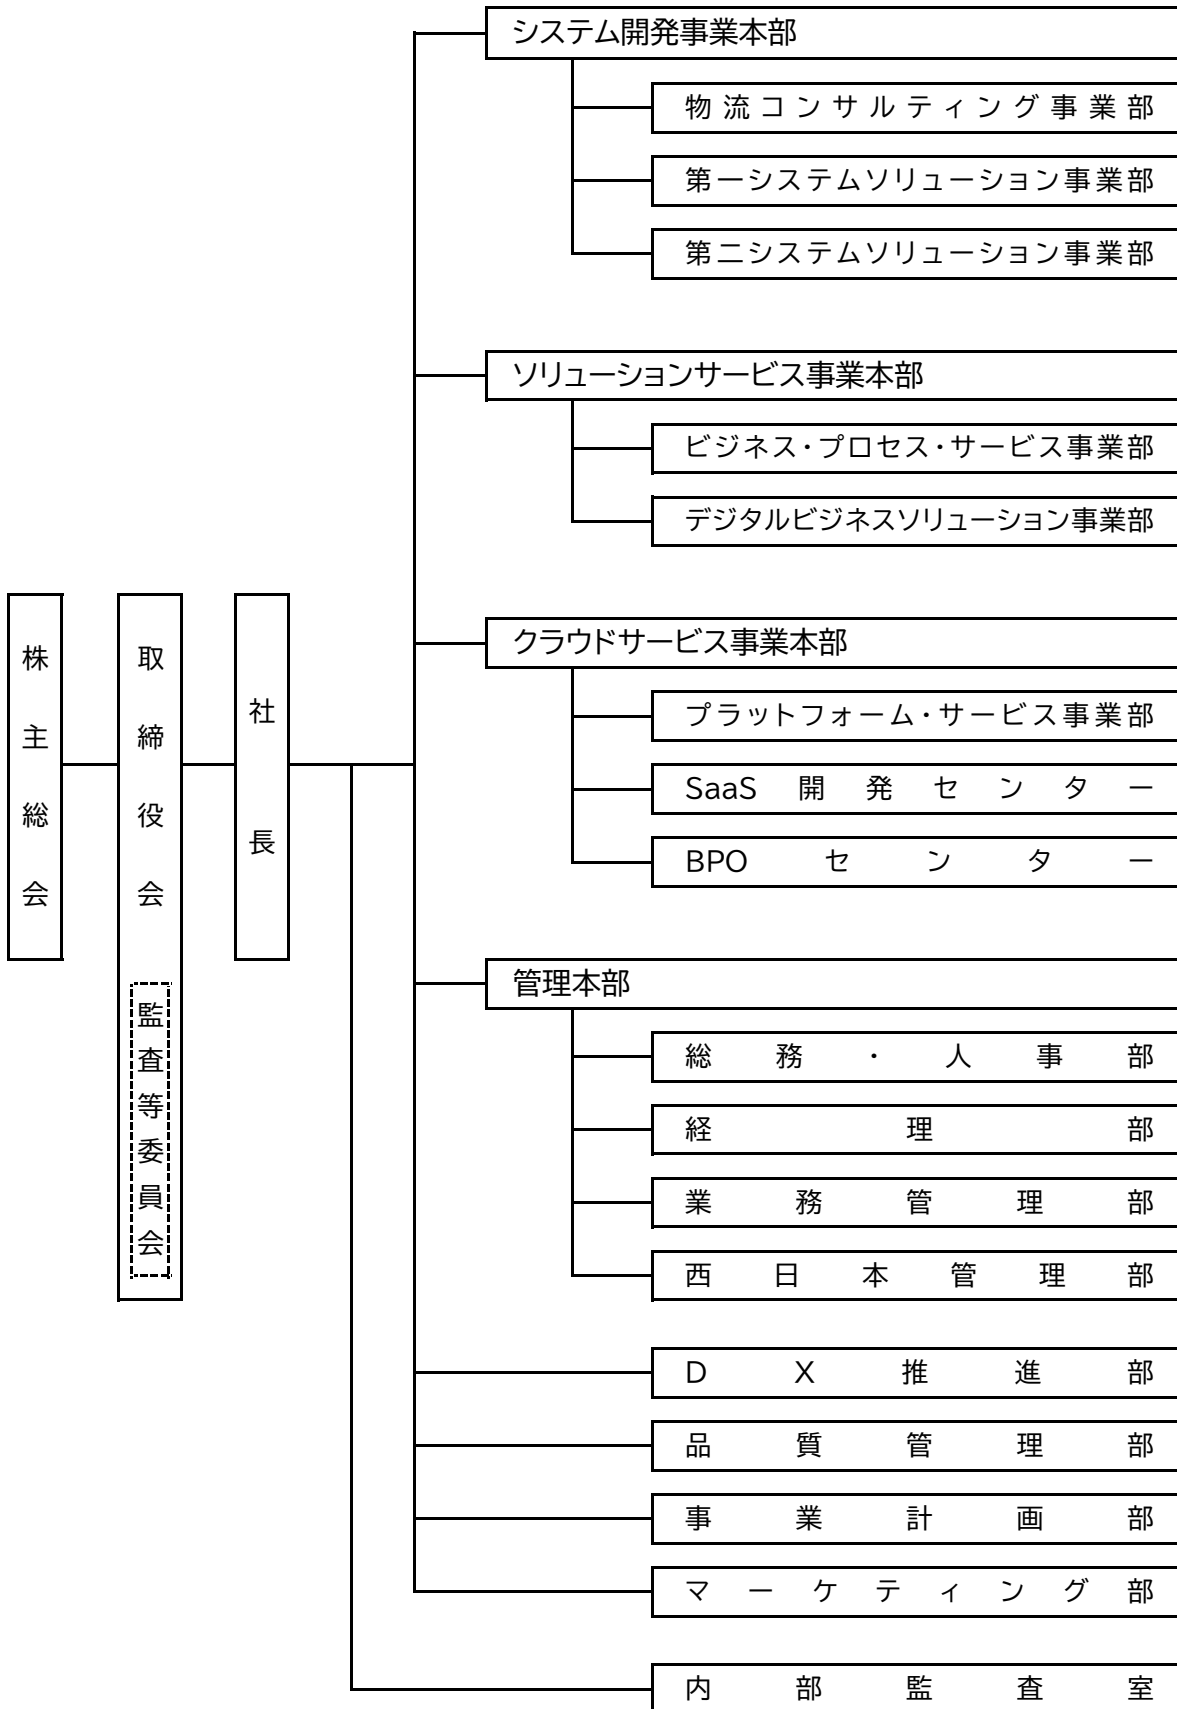 システム開発事業本部
物流コンサルティング事業部
第一システムソリューション事業部
第二システムソリューション事業部
ソリューションサービス事業本部
ビジネス・プロセス・サービス事業部
デジタルビジネスソリューション事業部
株主総会
取締役会
監査等委員会
社長
クラウドサービス事業本部
プラットフォーム・サービス事業部
SaaS開発センター
BPOセンター
管理本部
総務・人事部
経理部
業務管理部
西日本管理部
DX推進部
品質管理部
事業計画部
マーケティング部
内部監査室